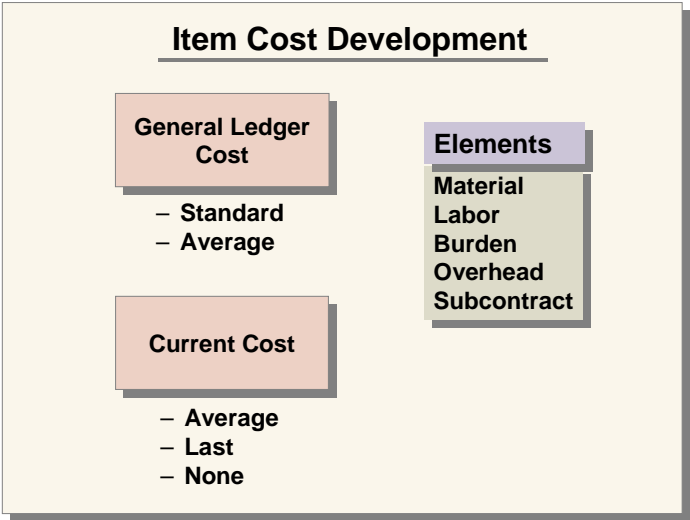 Item Cost Development
General Ledger
Cost
– Standard
– Average
Current Cost
– Average
– Last
– None
Elements
Material
Labor
Burden
Overhead
Subcontract